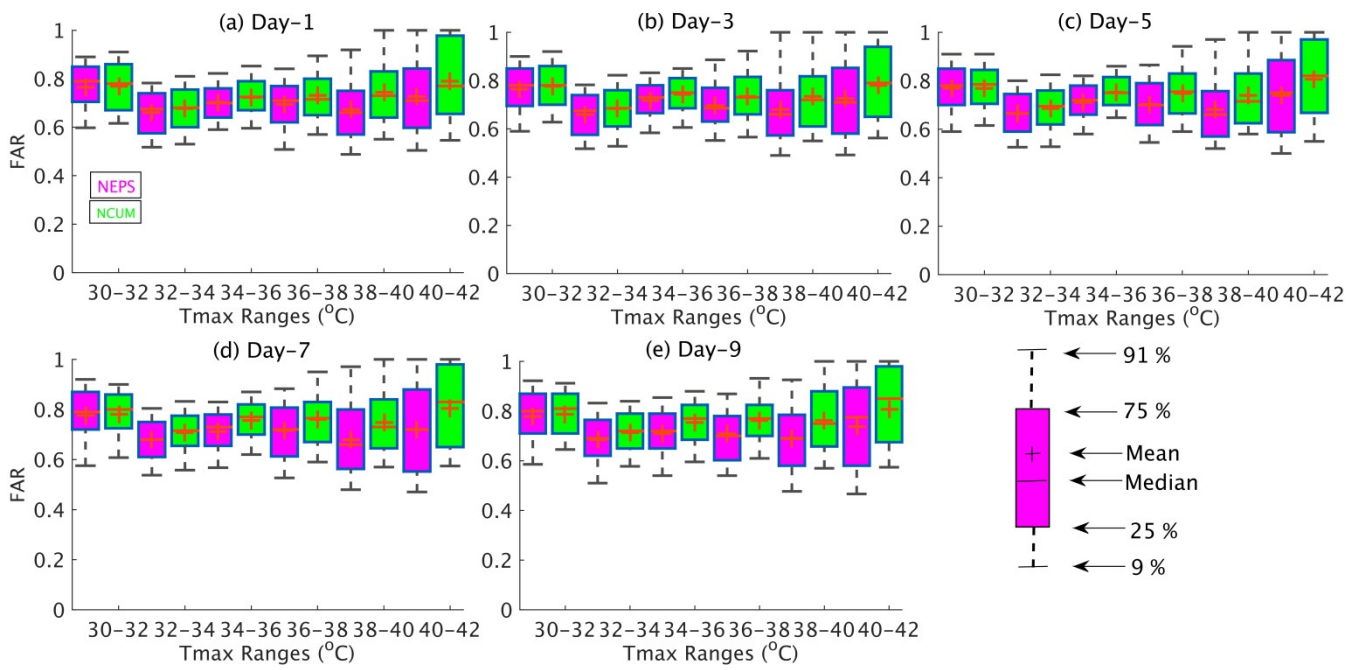 (a) Day-1
1
0.8
0.6
0.4
0.2
0
FAR
NEPS
NCUM
30-32 32-34 34-36 36-38 38-40 40-42
Tmax Ranges (°C)
(b) Day-3
1
0.8
0.6
0.4
0.2
0
30-32 32-34 34-36 36-38 38-40 40-42
Tmax Ranges (°C)
(c) Day-5
1
0.8
0.6
0.4
0.2
0
30-32 32-34 34-36 36-38 38-40 40-42
Tmax Ranges (°C)
(d) Day-7
1
0.8
0.6
0.4
0.2
0
FAR
30-32 32-34 34-36 36-38 38-40 40-42
Tmax Ranges (°C)
(e) Day-9
1
0.8
0.6
0.4
0.2
0
30-32 32-34 34-36 36-38 38-40 40-42
Tmax Ranges (°C)
91 %
75 %
Mean
Median
25 %
9 %